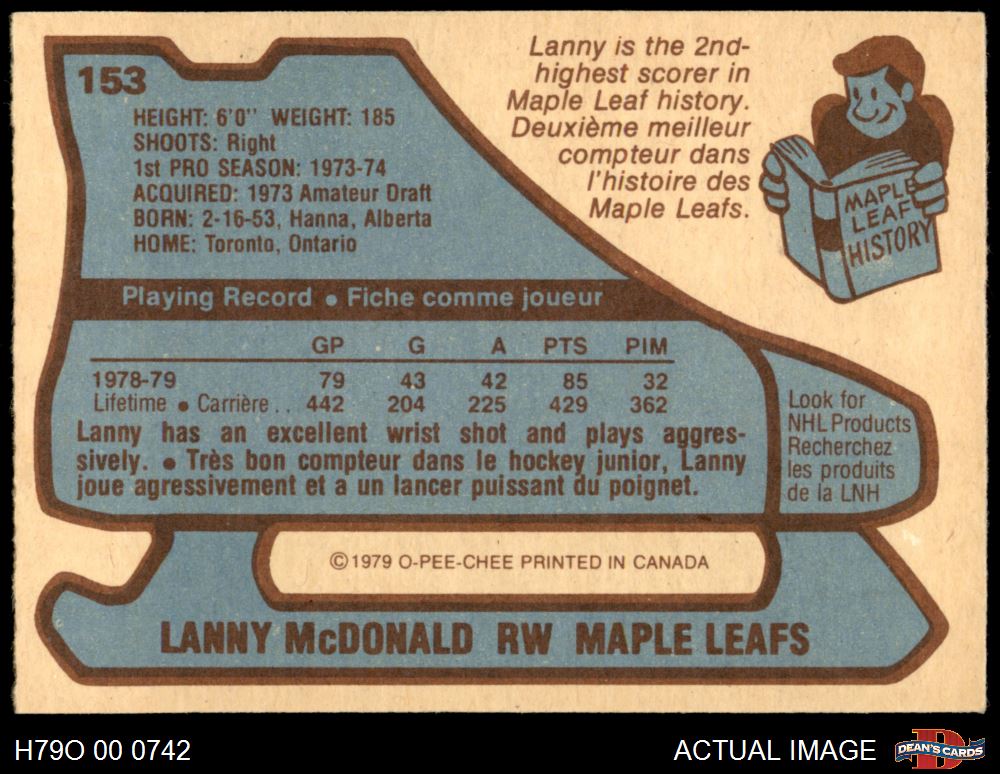 153
HEIGHT: 6'0" WEIGHT: 185
SHOOTS: Right
1st PRO SEASON: 1973-74
ACQUIRED: 1973 Amateur Draft
BORN: 2-16-53, Hanna, Alberta
HOME: Toronto, Ontario
Lanny is the 2nd-
highest scorer in
Maple Leaf history.
Deuxième meilleur
compteur dans
l'histoire des
Maple Leafs.
MAPLE
LEAF
HISTORY
Playing Record ● Fiche comme joueur
GP G A PTS PIM
1978-79 79 43 42 85 32
Lifetime ● Carrière . . 442 204 225 429 362
Lanny has an excellent wrist shot and plays aggres-
sively. ● Très bon compteur dans le hockey junior, Lanny
joue agressivement et a un lancer puissant du poignet.
Look for
NHL Products
Recherchez
les produits
de la LNH
©1979 O-PEE-CHEE PRINTED IN CANADA
LANNY McDONALD RW MAPLE LEAFS
H79O 00 0742
ACTUAL IMAGE
D
DEAN'S CARDS